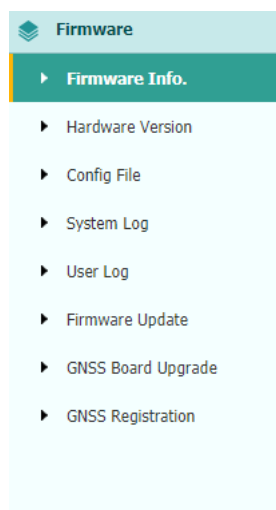 Firmware
Firmware Info.
Hardware Version
Config File
System Log
User Log
Firmware Update
GNSS Board Upgrade
GNSS Registration